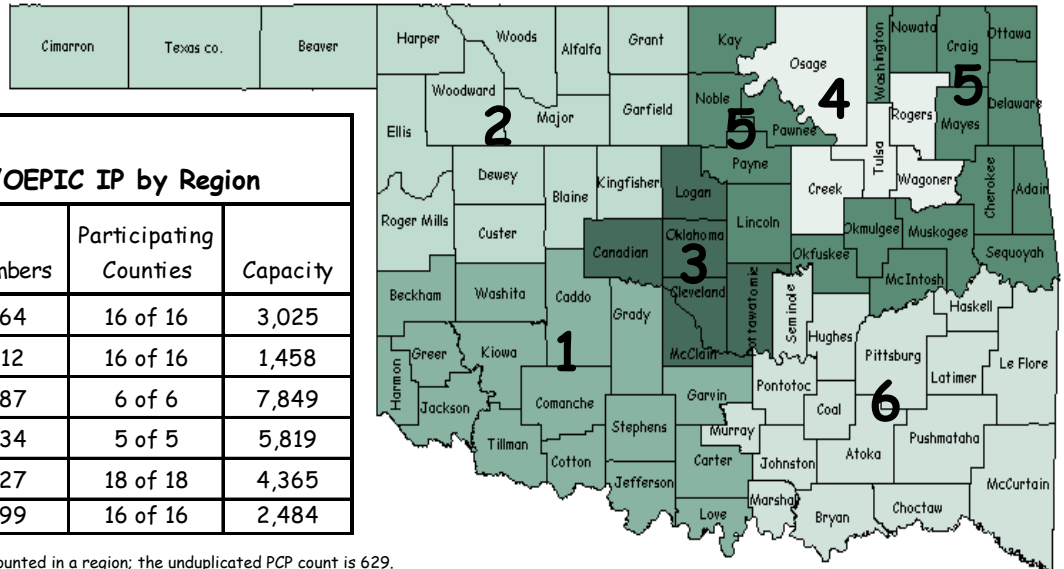 /OEPIC IP by Region
Participating Counties
Capacity
64 16 of 16 3,025
12 16 of 16 1,458
87 6 of 6 7,849
34 5 of 5 5,819
27 18 of 18 4,365
99 16 of 16 2,484
ounted in a region; the unduplicated PCP count is 629.
Cimarron
Texas co.
Beaver
Harper
Woods
Alfalfa
Grant
Kay
Osage
Washington
Nowata
Craig
Ottawa
Woodward
Ellis
2
Major
Garfield
Noble
5
Pawnee
4
Rogers
5
Mayes
Delaware
Dewey
Blaine
Kingfisher
Logan
Payne
Creek
Tulsa
Wagoner
Cherokee
Adair
Roger Mills
Custer
Canadian
Oklahoma
3
Lincoln
Okfuskee
Okmulgee
Muskogee
McIntosh
Sequoyah
Beckham
Washita
Caddo
Grady
Cleveland
McClain
Pottawatomie
Seminole
Hughes
Haskell
Pittsburg
Latimer
Le Flore
Harmon
Greer
Kiowa
1
Jackson
Comanche
Tillman
Cotton
Stephens
Jefferson
Garvin
Murray
Carter
Love
Pontotoc
Coal
6
Johnston
Atoka
Pushmataha
McCurtain
Marshal
Bryan
Choctaw